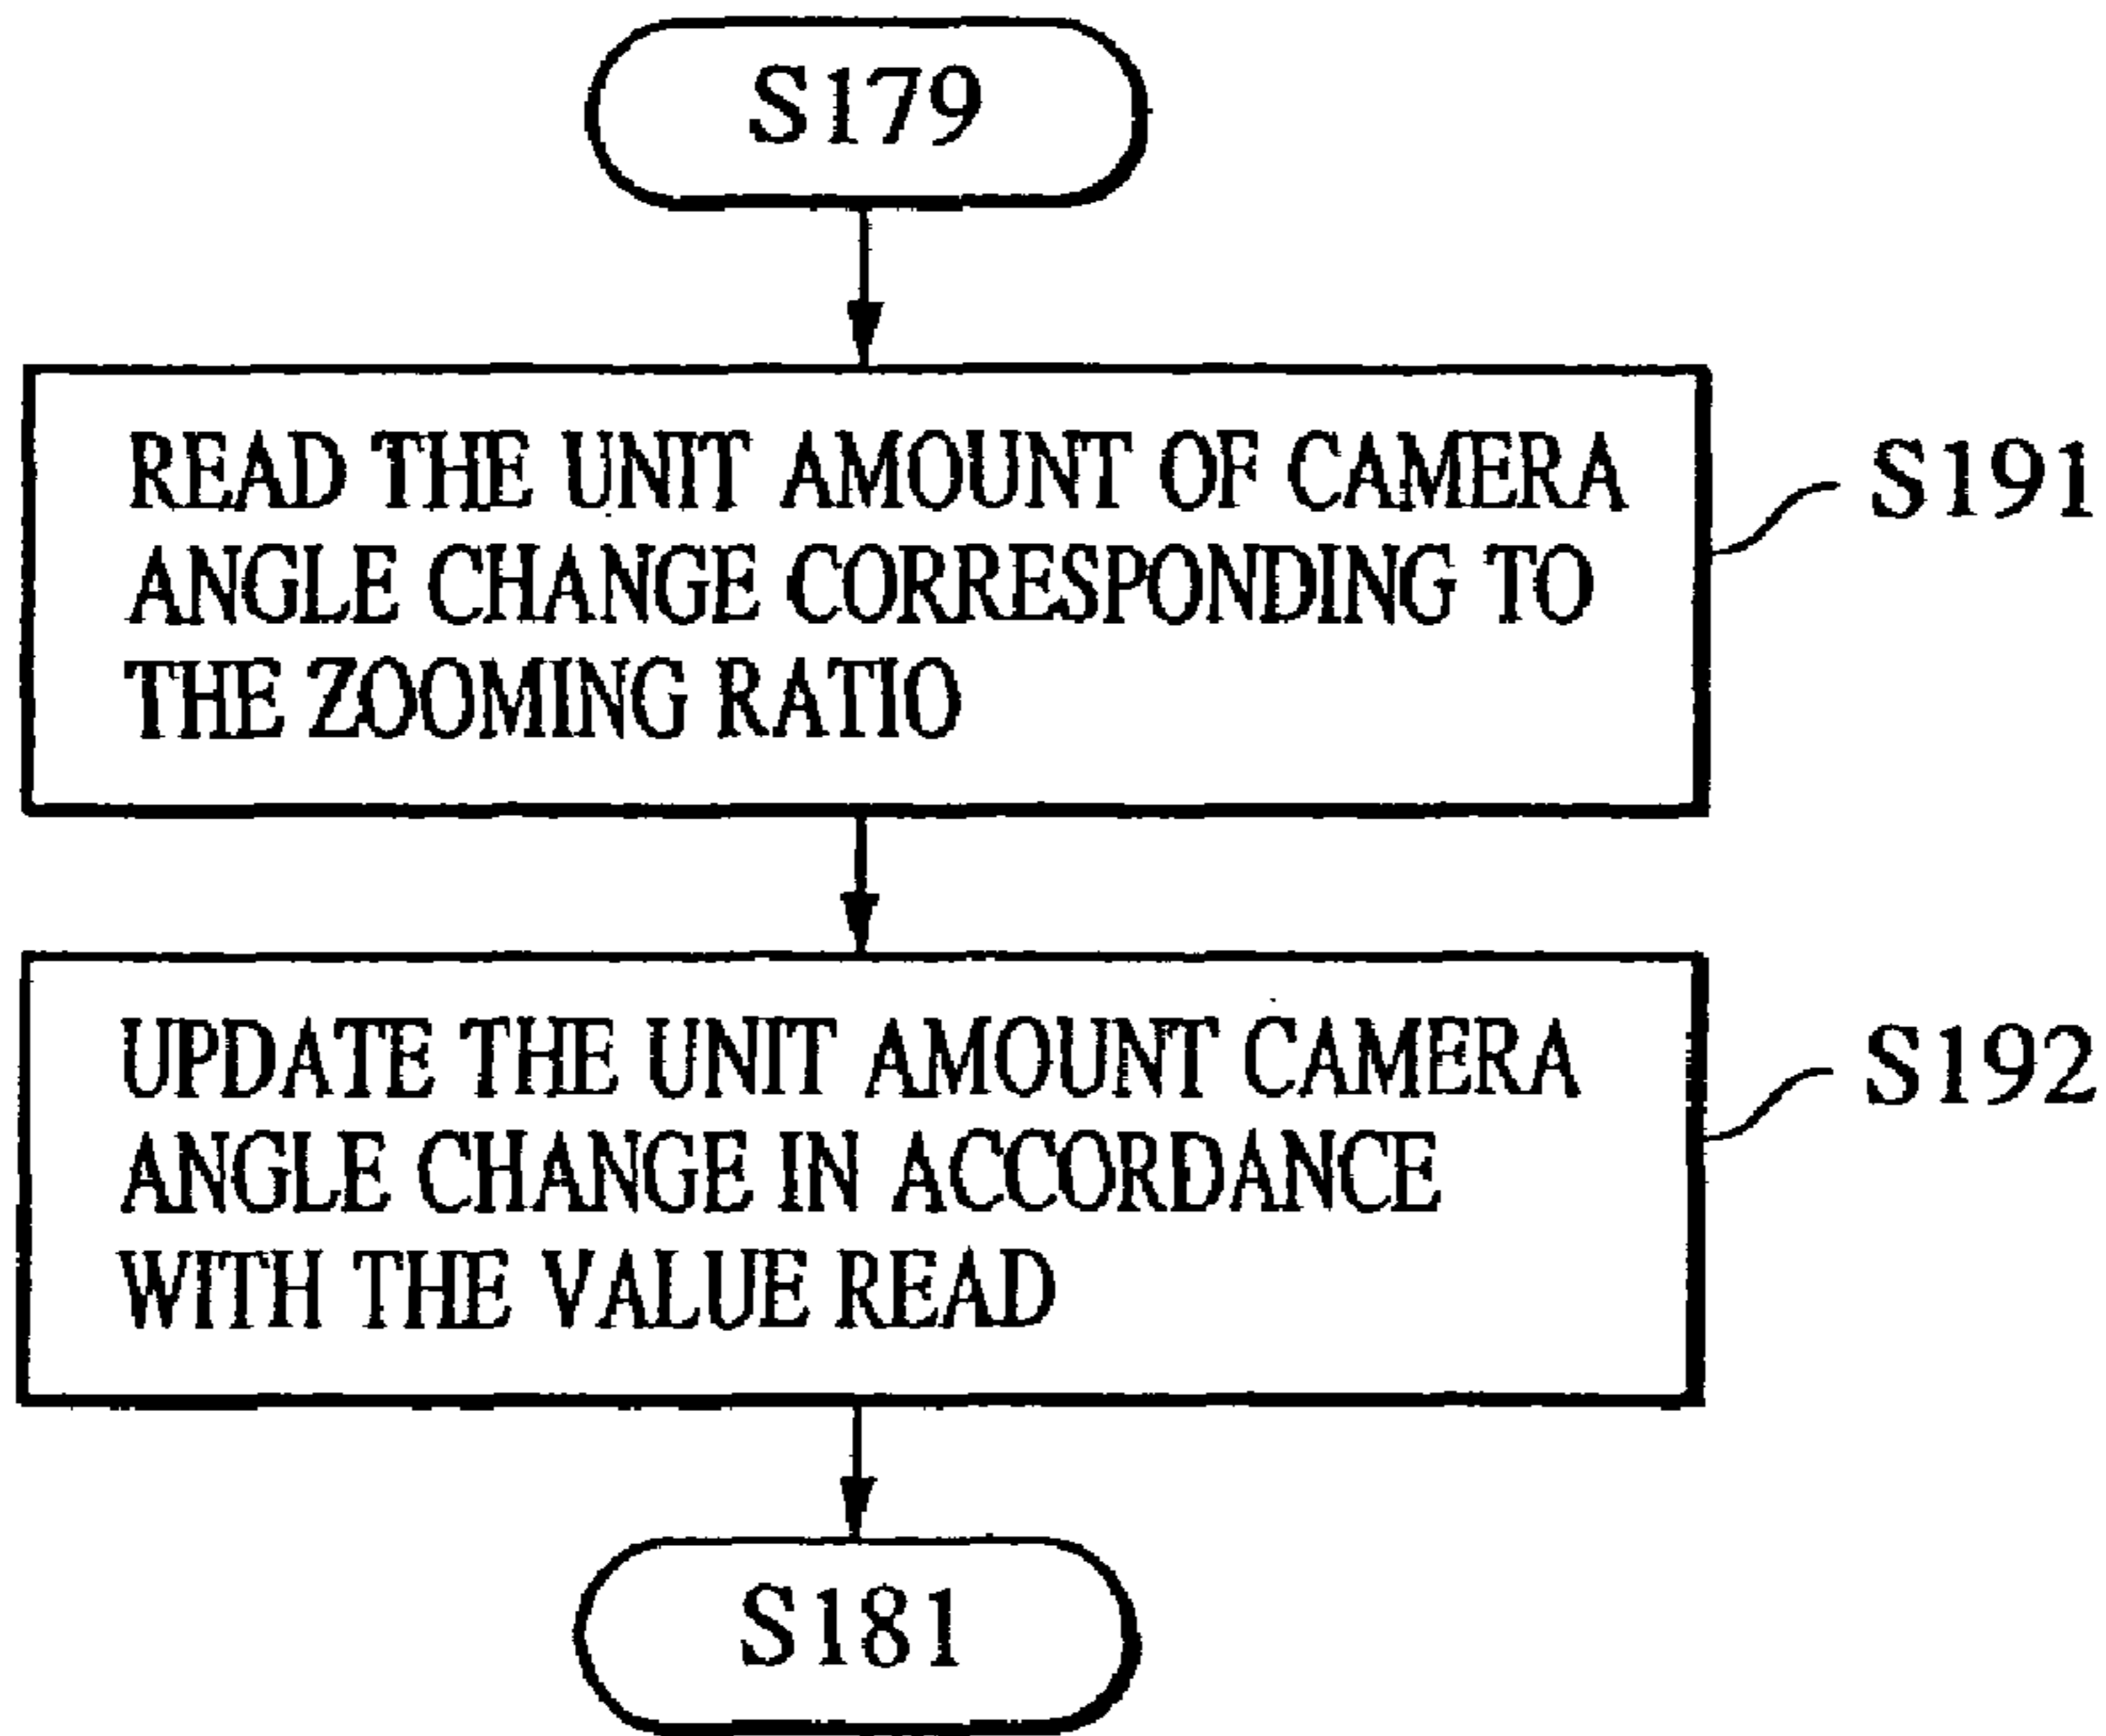 S179
READ THE UNIT AMOUNT OF CAMERA
ANGLE CHANGE CORRESPONDING TO
THE ZOOMING RATIO
S191
UPDATE THE UNIT AMOUNT CAMERA
ANGLE CHANGE IN ACCORDANCE
WITH THE VALUE READ
S192
S181